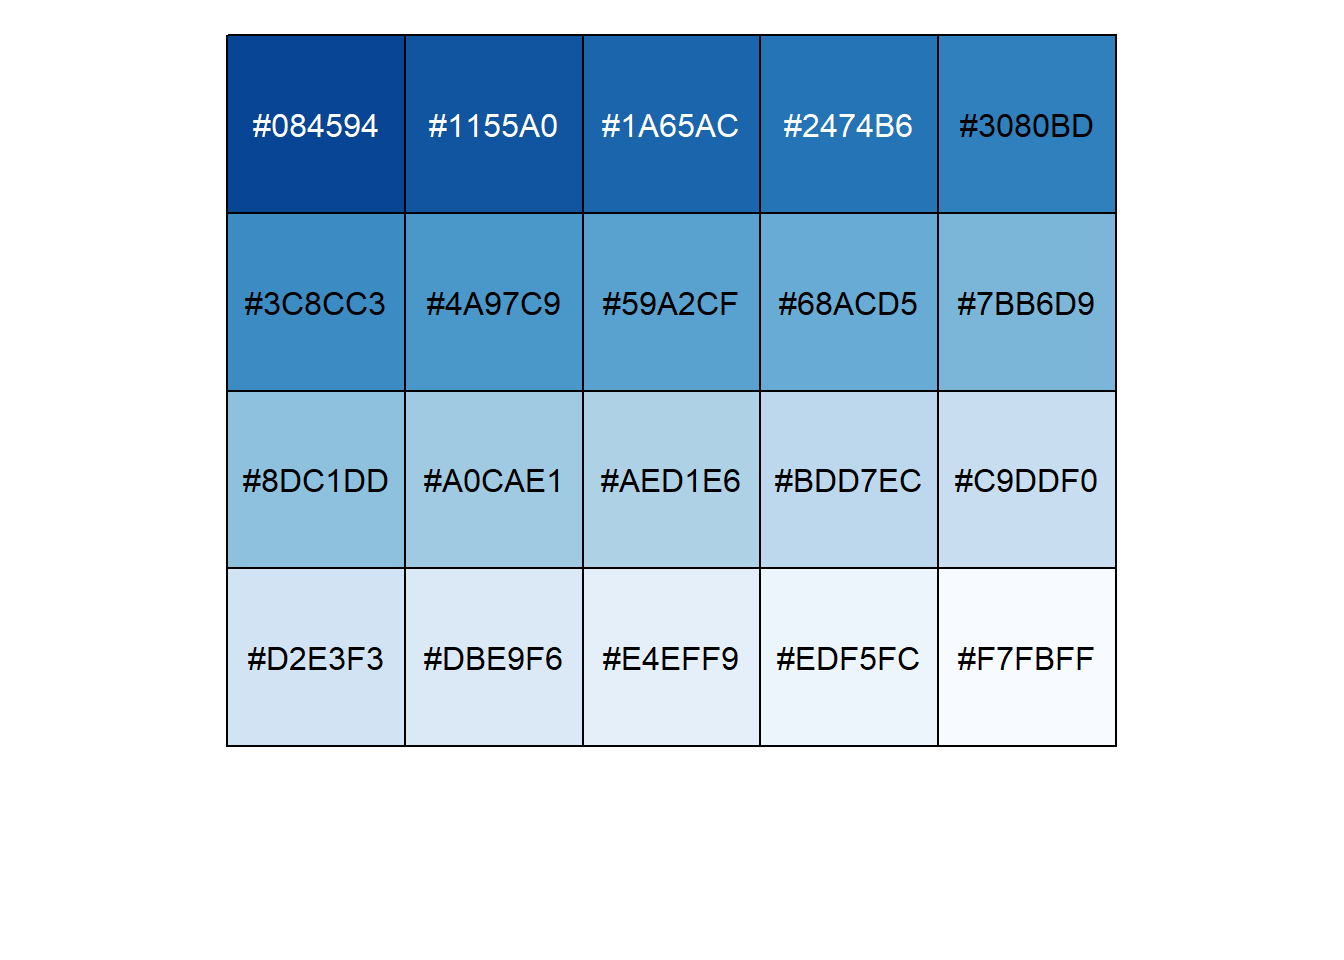 #084594 #1155A0 #1A65AC #2474B6 #3080BD
#3C8CC3 #4A97C9 #59A2CF #68ACD5 #7BB6D9
#8DC1DD #A0CAE1 #AED1E6 #BDD7EC #C9DDF0
#D2E3F3 #DBE9F6 #E4EFF9 #EDF5FC #F7FBFF